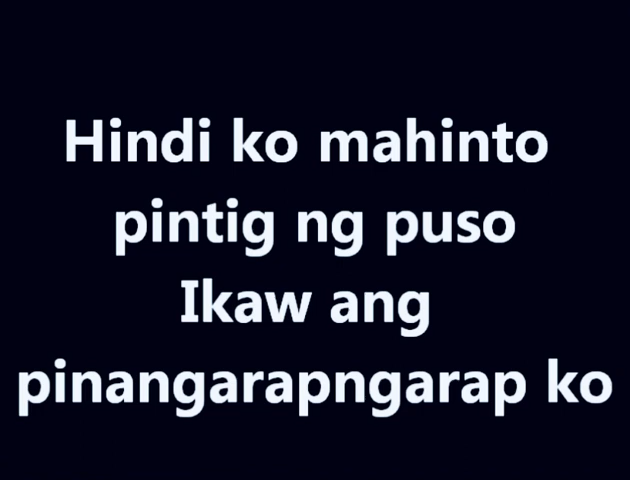 Hindi ko mahinto
pintig ng puso
Ikaw ang
pinangarapngarap ko